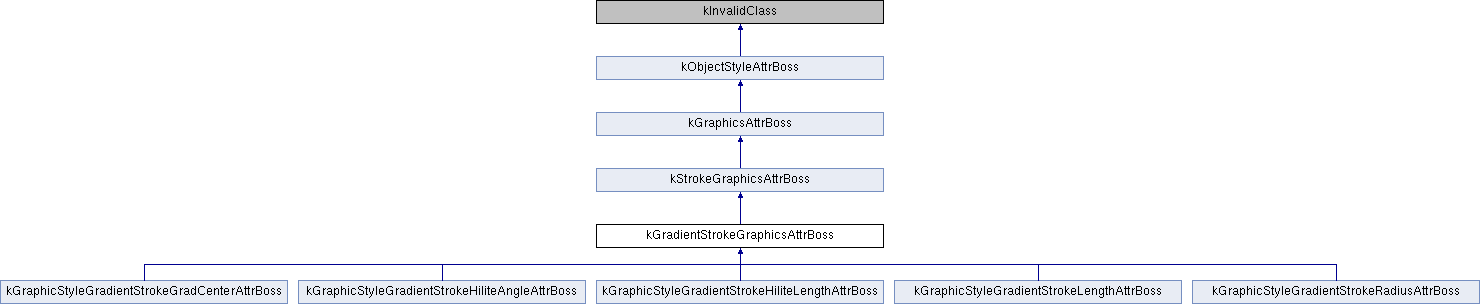 kInvalidClass
kObjectStyleAttrBoss
kGraphicsAttrBoss
kStrokeGraphicsAttrBoss
kGradientStrokeGraphicsAttrBoss
kGraphicStyleGradientStrokeGradCenterAttrBoss
kGraphicStyleGradientStrokeHiliteAngleAttrBoss
kGraphicStyleGradientStrokeHiliteLengthAttrBoss
kGraphicStyleGradientStrokeLengthAttrBoss
kGraphicStyleGradientStrokeRadiusAttrBoss